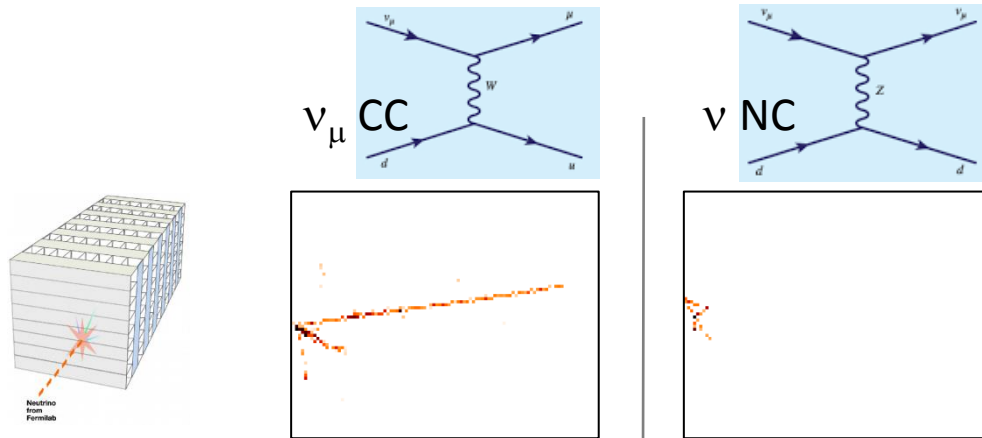 ν_μ
μ
W
ν_μ CC
d
u
ν_μ
ν_μ
Z
ν NC
d
d
Neutrino
from
Fermilab